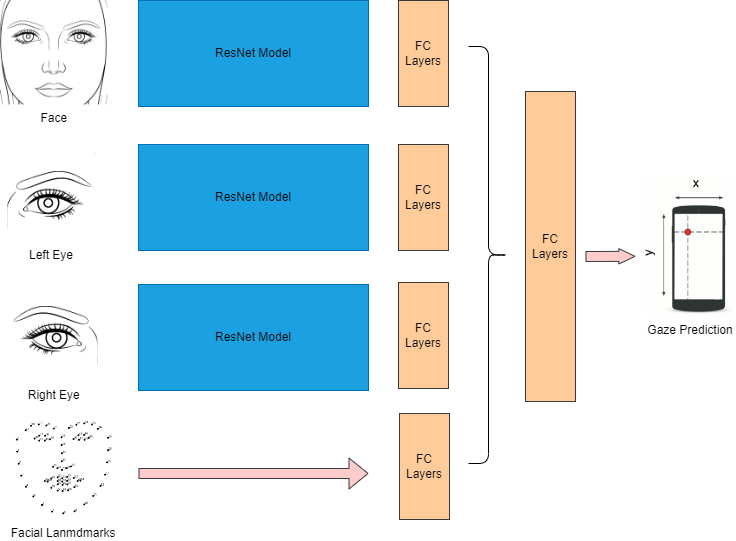 Face
ResNet Model
FC
Layers
Left Eye
ResNet Model
FC
Layers
Right Eye
ResNet Model
FC
Layers
Facial Lanmdmarks
FC
Layers
FC
Layers
x
y
Gaze Prediction